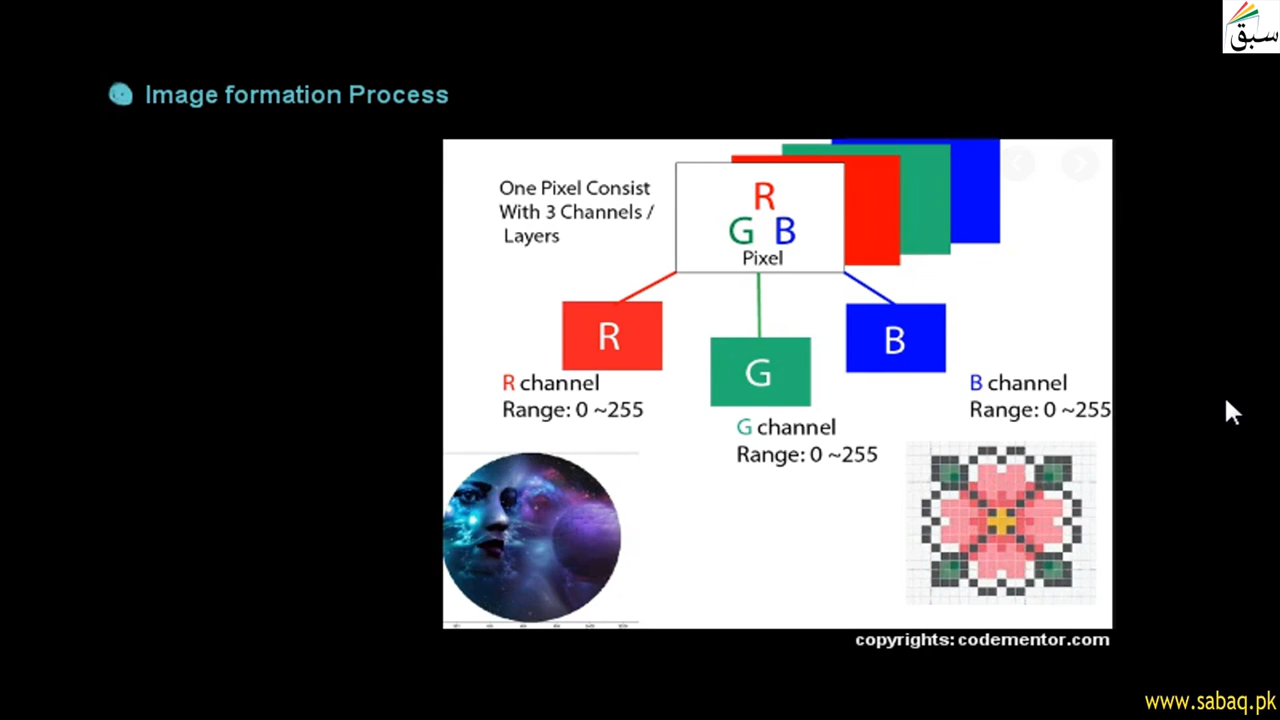 سبق
Image formation Process
One Pixel Consist
With 3 Channels /
Layers
R
G B
Pixel
R
G
B
R channel
Range: 0 ~255
G channel
Range: 0 ~255
B channel
Range: 0 ~255
copyrights: codementor.com
www.sabaq.pk